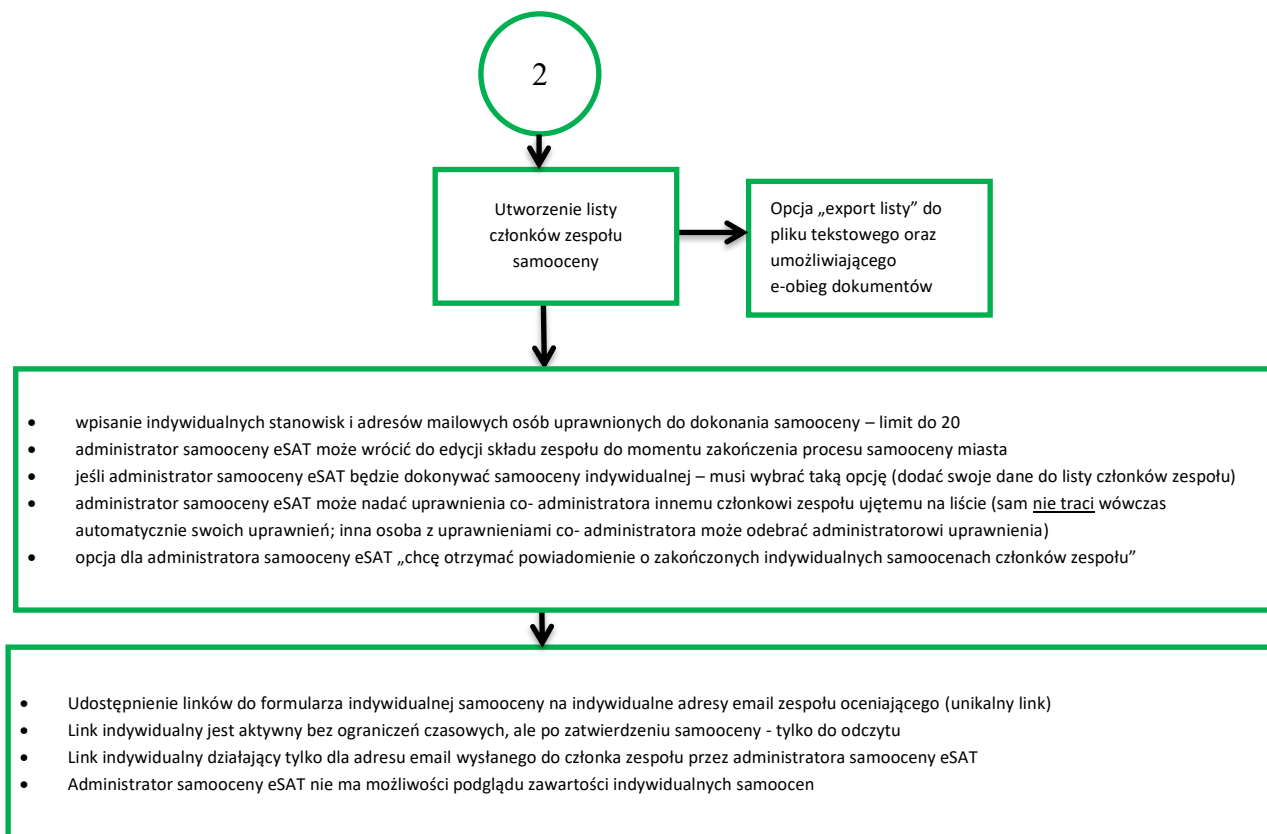 2
Utworzenie listy
członków zespołu
samooceny
Opcja „export listy” do
pliku tekstowego oraz
umożliwiającego
e-obieg dokumentów
• wpisanie indywidualnych stanowisk i adresów mailowych osób uprawnionych do dokonania samooceny – limit do 20
• administrator samooceny eSAT może wrócić do edycji składu zespołu do momentu zakończenia procesu samooceny miasta
• jeśli administrator samooceny eSAT będzie dokonywać samooceny indywidualnej – musi wybrać taką opcję (dodać swoje dane do listy członków zespołu)
• administrator samooceny eSAT może nadać uprawnienia co- administratora innemu członkowi zespołu ujętemu na liście (sam nie traci wówczas
automatycznie swoich uprawnień; inna osoba z uprawnieniami co- administratora może odebrać administratorowi uprawnienia)
• opcja dla administratora samooceny eSAT „chcę otrzymać powiadomienie o zakończonych indywidualnych samoocenach członków zespołu”
• Udostępnienie linków do formularza indywidualnej samooceny na indywidualne adresy email zespołu oceniającego (unikalny link)
• Link indywidualny jest aktywny bez ograniczeń czasowych, ale po zatwierdzeniu samooceny - tylko do odczytu
• Link indywidualny działający tylko dla adresu email wysłanego do członka zespołu przez administratora samooceny eSAT
• Administrator samooceny eSAT nie ma możliwości podglądu zawartości indywidualnych samoocen